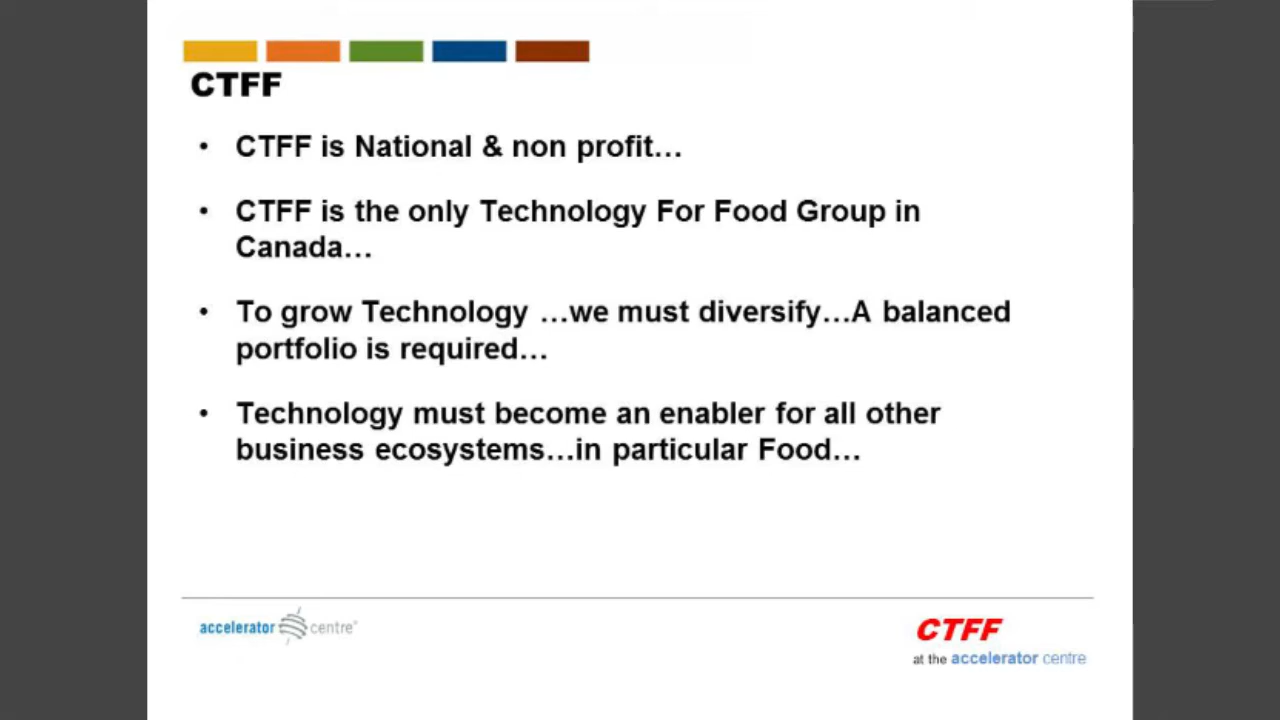 CTFF
• CTFF is National & non profit…
• CTFF is the only Technology For Food Group in
Canada…
• To grow Technology …we must diversify…A balanced
portfolio is required…
• Technology must become an enabler for all other
business ecosystems…in particular Food…
accelerator centre
CTFF
at the accelerator centre